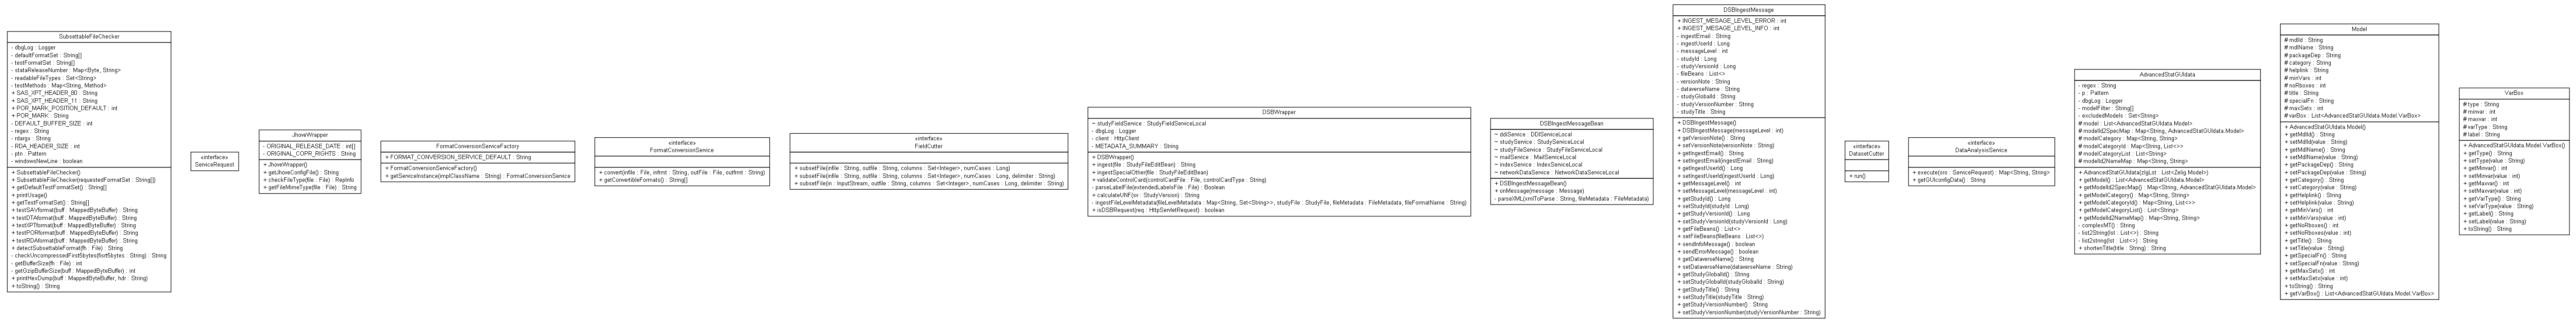 SubsettableFileChecker
- dbgLog : Logger
- defaultFormatSet : String[]
- testFormatSet : String[]
- stataReleaseNumber : Map<Byte, String>
- readableFileTypes : Set<String>
- testMethods : Map<String, Method>
+ SAS_XPT_HEADER_80 : String
+ SAS_XPT_HEADER_11 : String
+ POR_MARK_POSITION_DEFAULT : int
+ POR_MARK : String
- DEFAULT_BUFFER_SIZE : int
- regex : String
- rdargx : String
- RDA_HEADER_SIZE : int
- ptn : Pattern
- windowsNewLine : boolean
+ SubsettableFileChecker()
+ SubsettableFileChecker(requestedFormatSet : String[])
+ getDefaultTestFormatSet() : String[]
+ printUsage()
+ getTestFormatSet() : String[]
+ testSAVformat(buff : MappedByteBuffer) : String
+ testDTAformat(buff : MappedByteBuffer) : String
+ testXPTformat(buff : MappedByteBuffer) : String
+ testPORformat(buff : MappedByteBuffer) : String
+ testRDAformat(buff : MappedByteBuffer) : String
+ detectSubsettableFormat(fh : File) : String
- checkUncompressedFirst5bytes(fisrt5bytes : String) : String
- getBufferSize(fh : File) : int
- getGzipBufferSize(buff : MappedByteBuffer) : int
+ printHexDump(buff : MappedByteBuffer, hdr : String)
+ toString() : String
«interface»
ServiceRequest
JhoveWrapper
- ORIGINAL_RELEASE_DATE : int[]
- ORIGINAL_COPR_RIGHTS : String
+ JhoveWrapper()
+ getJhoveConfigFile() : String
+ checkFileType(file : File) : RepInfo
+ getFileMimeType(file : File) : String
FormatConversionServiceFactory
+ FORMAT_CONVERSION_SERVICE_DEFAULT : String
+ FormatConversionServiceFactory()
+ getServiceInstance(implClassName : String) : FormatConversionService
«interface»
FormatConversionService
+ convert(inFile : File, infrmt : String, outFile : File, outfrmt : String)
+ getConvertibleFormats() : String[]
«interface»
FieldCutter
+ subsetFile(infile : String, outfile : String, columns : Set<Integer>, numCases : Long)
+ subsetFile(infile : String, outfile : String, columns : Set<Integer>, numCases : Long, delimiter : String)
+ subsetFile(in : InputStream, outfile : String, columns : Set<Integer>, numCases : Long, delimiter : String)
DSBWrapper
~ studyFieldService : StudyFieldServiceLocal
- dbgLog : Logger
- client : HttpClient
- METADATA_SUMMARY : String
+ DSBWrapper()
+ ingest(file : StudyFileEditBean) : String
+ ingestSpecialOther(file : StudyFileEditBean)
+ validateControlCard(controlCardFile : File, controlCardType : String)
+ calculateUNF(sv : StudyVersion) : String
- parseLabelFile(extendedLabelsFile : File) : Boolean
- ingestFileLevelMetadata(fileLevelMetadata : Map<String, Set<String>>, studyFile : StudyFile, fileMetadata : FileMetadata, fileFormatName : String)
+ isDSBRequest(req : HttpServletRequest) : boolean
DSBIngestMessageBean
~ ddiService : DDIServiceLocal
~ studyService : StudyServiceLocal
~ studyFileService : StudyFileServiceLocal
~ mailService : MailServiceLocal
~ indexService : IndexServiceLocal
~ networkDataService : NetworkDataServiceLocal
+ DSBIngestMessageBean()
+ onMessage(message : Message)
- parseXML(xmlToParse : String, fileMetadata : FileMetadata)
DSBIngestMessage
+ INGEST_MESAGE_LEVEL_ERROR : int
+ INGEST_MESAGE_LEVEL_INFO : int
- ingestEmail : String
- ingestUserId : Long
- messageLevel : int
- studyId : Long
- studyVersionId : Long
- fileBeans : List<>
- versionNote : String
- dataverseName : String
- studyGlobalId : String
- studyVersionNumber : String
- studyTitle : String
+ DSBIngestMessage()
+ DSBIngestMessage(messageLevel : int)
+ getVersionNote() : String
+ setVersionNote(versionNote : String)
+ getIngestEmail() : String
+ setIngestEmail(ingestEmail : String)
+ getIngestUserId() : Long
+ setIngestUserId(ingestUserId : Long)
+ getMessageLevel() : int
+ setMessageLevel(messageLevel : int)
+ getStudyId() : Long
+ setStudyId(studyId : Long)
+ getStudyVersionId() : Long
+ setStudyVersionId(studyVersionId : Long)
+ getFileBeans() : List<>
+ setFileBeans(fileBeans : List<>)
+ sendInfoMessage() : boolean
+ sendErrorMessage() : boolean
+ getDataverseName() : String
+ setDataverseName(dataverseName : String)
+ getStudyGlobalId() : String
+ setStudyGlobalId(studyGlobalId : String)
+ getStudyTitle() : String
+ setStudyTitle(studyTitle : String)
+ getStudyVersionNumber() : String
+ setStudyVersionNumber(studyVersionNumber : String)
«interface»
DatasetCutter
+ run()
«interface»
DataAnalysisService
+ execute(sro : ServiceRequest) : Map<String, String>
+ getGUIconfigData() : String
AdvancedStatGUIdata
- regex : String
- p : Pattern
- dbgLog : Logger
- modelFilter : String[]
- excludedModels : Set<String>
# model : List<AdvancedStatGUIdata.Model>
# modelId2SpecMap : Map<String, AdvancedStatGUIdata.Model>
# modelCategory : Map<String, String>
# modelCategoryId : Map<String, List<>>
# modelCategoryList : List<String>
# modelId2NameMap : Map<String, String>
+ AdvancedStatGUIdata(zlgLst : List<Zelig.Model>)
+ getModel() : List<AdvancedStatGUIdata.Model>
+ getModelId2SpecMap() : Map<String, AdvancedStatGUIdata.Model>
+ getModelCategory() : Map<String, String>
+ getModelCategoryId() : Map<String, List<>>
+ getModelCategoryList() : List<String>
+ getModelId2NameMap() : Map<String, String>
- complexMT() : String
- list2String(lst : List<>) : String
- list2string(lst : List<>) : String
+ shortenTitle(title : String) : String
Model
# mdlId : String
# mdlName : String
# packageDep : String
# category : String
# helplink : String
# minVars : int
# noRboxes : int
# title : String
# specialFn : String
# maxSetx : int
# varBox : List<AdvancedStatGUIdata.Model.VarBox>
+ AdvancedStatGUIdata.Model()
+ getMdlId() : String
+ setMdlId(value : String)
+ getMdlName() : String
+ setMdlName(value : String)
+ getPackageDep() : String
+ setPackageDep(value : String)
+ getCategory() : String
+ setCategory(value : String)
+ getHelplink() : String
+ setHelplink(value : String)
+ getMinVars() : int
+ setMinVars(value : int)
+ getNoRboxes() : int
+ setNoRboxes(value : int)
+ getTitle() : String
+ setTitle(value : String)
+ getSpecialFn() : String
+ setSpecialFn(value : String)
+ getMaxSetx() : int
+ setMaxSetx(value : int)
+ toString() : String
+ getVarBox() : List<AdvancedStatGUIdata.Model.VarBox>
VarBox
# type : String
# minvar : int
# maxvar : int
# varType : String
# label : String
+ AdvancedStatGUIdata.Model.VarBox()
+ getType() : String
+ setType(value : String)
+ getMinvar() : int
+ setMinvar(value : int)
+ getMaxvar() : int
+ setMaxvar(value : int)
+ getVarType() : String
+ setVarType(value : String)
+ getLabel() : String
+ setLabel(value : String)
+ toString() : String